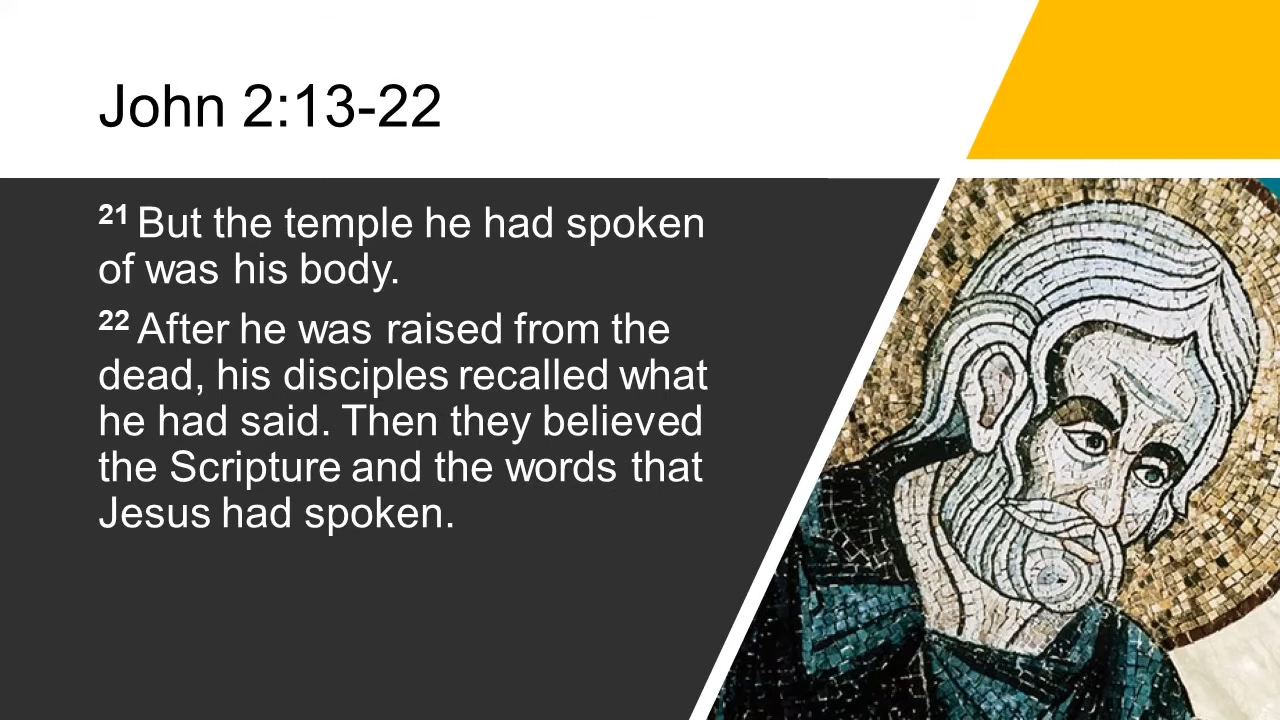 John 2:13-22
21 But the temple he had spoken
of was his body.
22 After he was raised from the
dead, his disciples recalled what
he had said. Then they believed
the Scripture and the words that
Jesus had spoken.